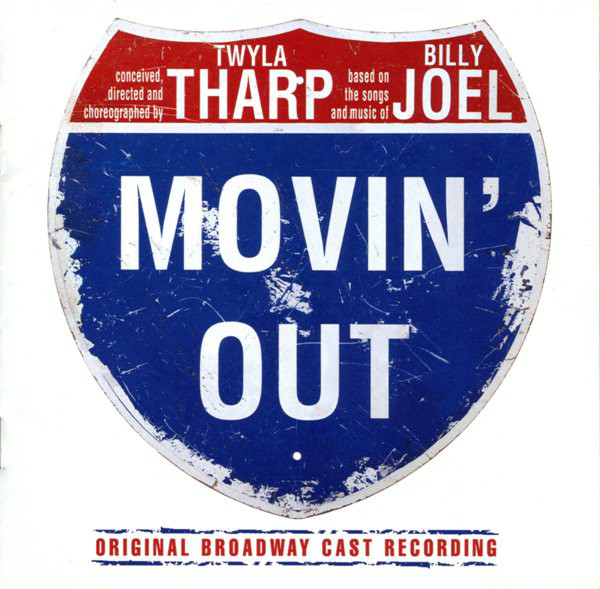 TWYLA
THARP
conceived,
directed and
choreographed by
BILLY
JOEL
based on
the songs
and music of
MOVIN’
OUT
ORIGINAL BROADWAY CAST RECORDING